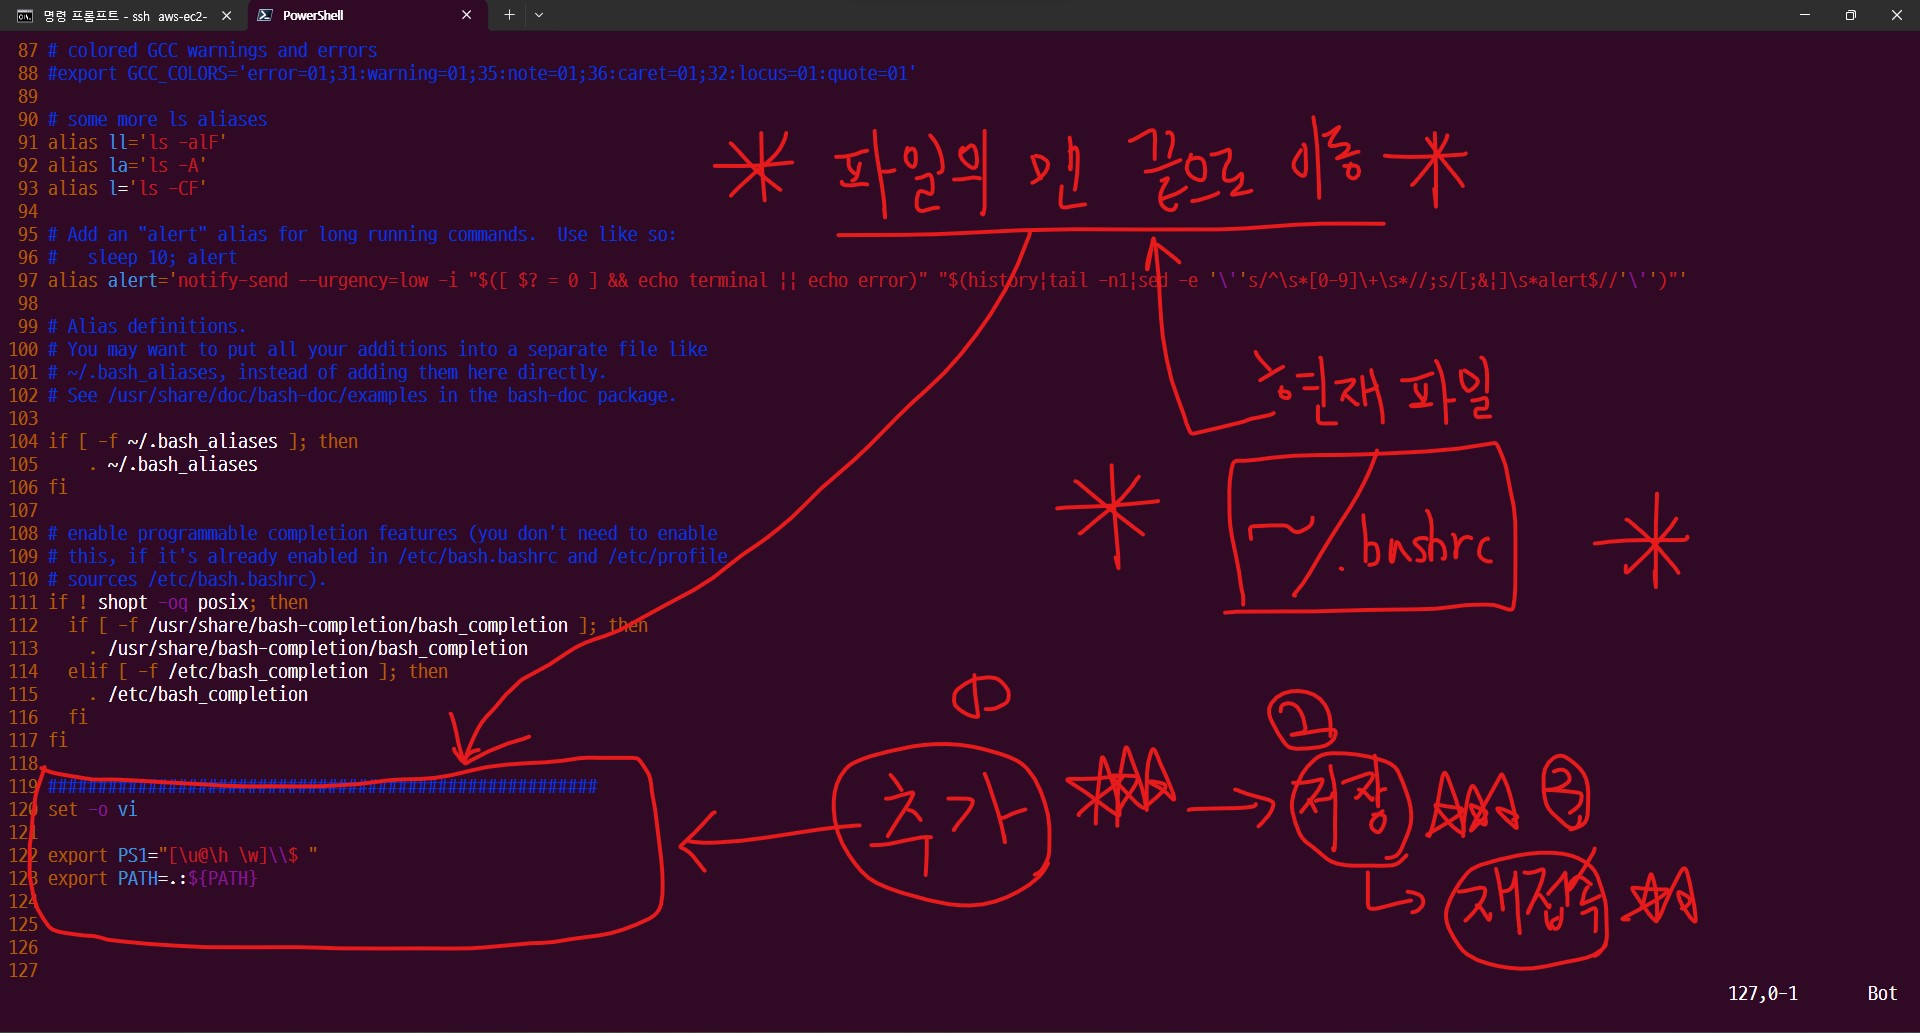 명령 프롬프트 - ssh aws-ec2-
PowerShell
87 # colored GCC warnings and errors
88 #export GCC_COLORS='error=01;31:warning=01;35:note=01;36:caret=01;32:locus=01:quote=01'
89
90 # some more ls aliases
91 alias ll='ls -alF'
92 alias la='ls -A'
93 alias l='ls -CF'
94
* 파일의 맨 끝으로 이동 *
95 # Add an "alert" alias for long running commands.  Use like so:
96 #   sleep 10; alert
97 alias alert='notify-send --urgency=low -i "$([ $? = 0 ] && echo terminal || echo error)" "$(history|tail -n1|sed -e '\''s/^\s*[0-9]\+\s*//;s/[;&|]\s*alert$//'\'')"'
98
99 # Alias definitions.
100 # You may want to put all your additions into a separate file like
101 # ~/.bash_aliases, instead of adding them here directly.
102 # See /usr/share/doc/bash-doc/examples in the bash-doc package.
현재 파일
103
104 if [ -f ~/.bash_aliases ]; then
105     . ~/.bash_aliases
106 fi
107
* ~/.bashrc *
108 # enable programmable completion features (you don't need to enable
109 # this, if it's already enabled in /etc/bash.bashrc and /etc/profile
110 # sources /etc/bash.bashrc).
111 if ! shopt -oq posix; then
112   if [ -f /usr/share/bash-completion/bash_completion ]; then
113     . /usr/share/bash-completion/bash_completion
114   elif [ -f /etc/bash_completion ]; then
115     . /etc/bash_completion
116   fi
117 fi
118
119 #######################################################
120 set -o vi
121
122 export PS1="[\u@\h \w]\\$ "
123 export PATH=.:${PATH}
124
125
126
127
① 추가
② 저장
③ 재접속
127,0-1 Bot